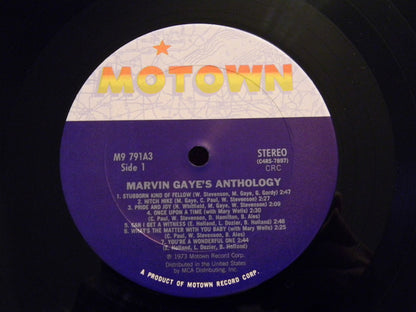 MOTOWN
M9 791A3
Side 1
STEREO
(C4RS-7897)
CRC
MARVIN GAYE'S ANTHOLOGY
1. STUBBORN KIND OF FELLOW (W. Stevenson, M. Gaye, G. Gordy) 2:47
2. HITCH HIKE (M. Gaye, C. Paul, W. Stevenson) 2:27
3. PRIDE AND JOY (N. Whitfield, M. Gaye, W. Stevenson) 2:09
4. ONCE UPON A TIME (with Mary Wells) 2:30
(C. Paul, W. Stevenson, D. Hamilton, B. Ales)
5. CAN I GET A WITNESS (E. Holland, L. Dozier, B. Holland) 2:48
6. WHAT'S THE MATTER WITH YOU BABY (with Mary Wells) 2:25
(C. Paul, W. Stevenson, B. Ales)
7. YOU'RE A WONDERFUL ONE 2:44
(E. Holland, L. Dozier, B. Holland)
℗ 1973 Motown Record Corp.
Distributed in the United States
by MCA Distributing, Inc.
A PRODUCT OF MOTOWN RECORD CORP.